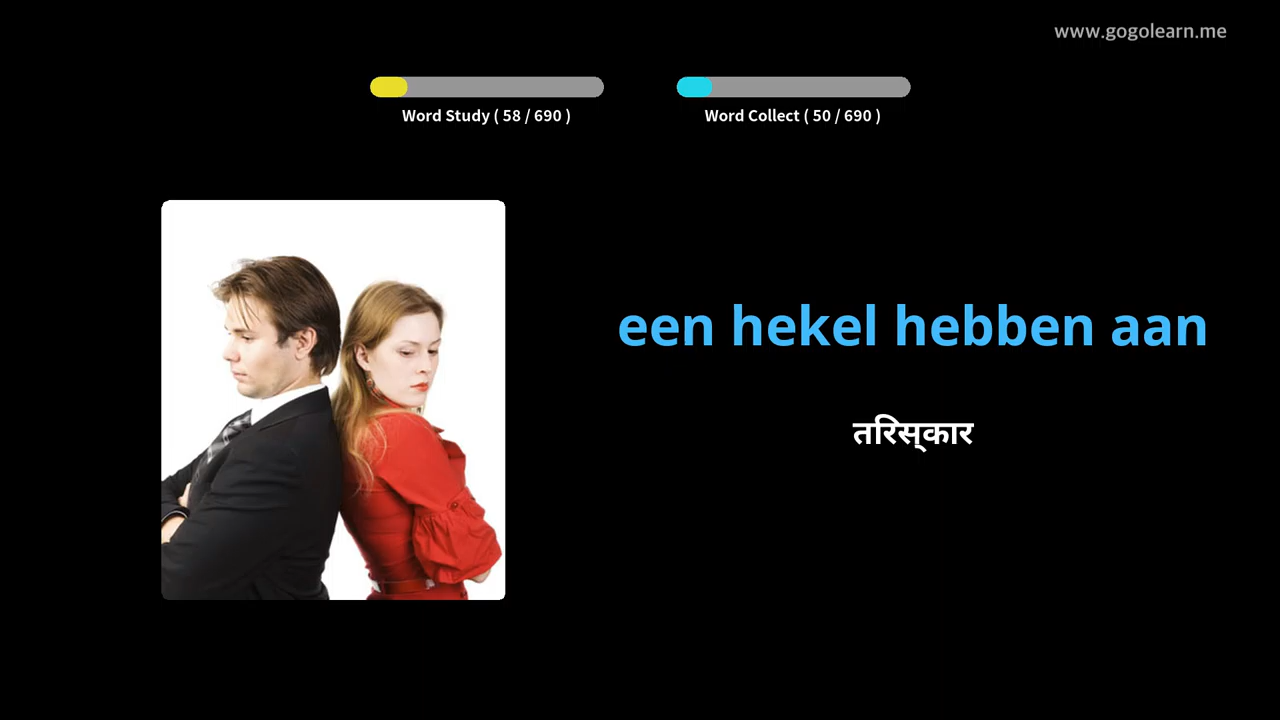 www.gogolearn.me
Word Study ( 58 / 690 )
Word Collect ( 50 / 690 )
een hekel hebben aan
तरिस्कार